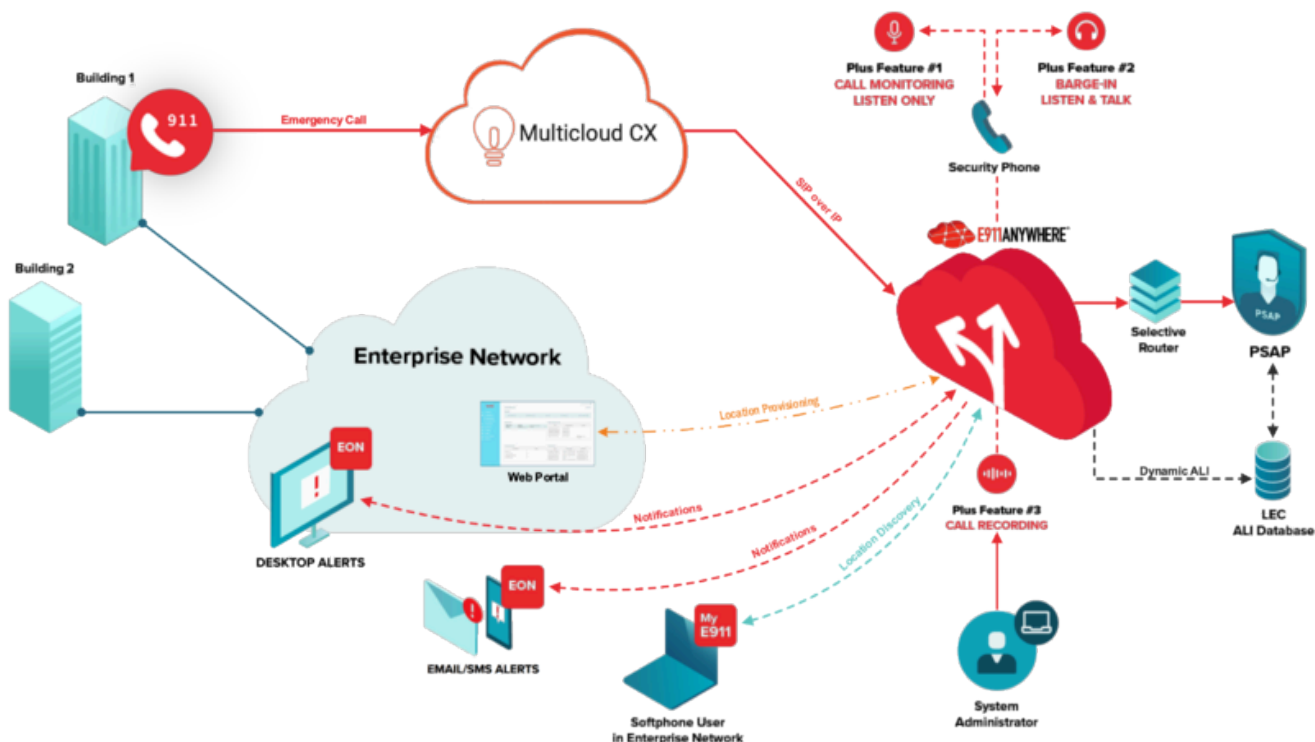 Building 1
911
Emergency Call
Multicloud CX
SIP over IP
Plus Feature #1
CALL MONITORING
LISTEN ONLY
Plus Feature #2
BARGE-IN
LISTEN & TALK
Security Phone
E911ANYWHERE
Building 2
Enterprise Network
Selective
Router
PSAP
PSAP
Location Provisioning
Web Portal
EON
DESKTOP ALERTS
Notifications
Notifications
Location Discovery
Plus Feature #3
CALL RECORDING
Dynamic ALI
LEC
ALI Database
EON
EMAIL/SMS ALERTS
My
E911
Softphone User
in Enterprise Network
System
Administrator